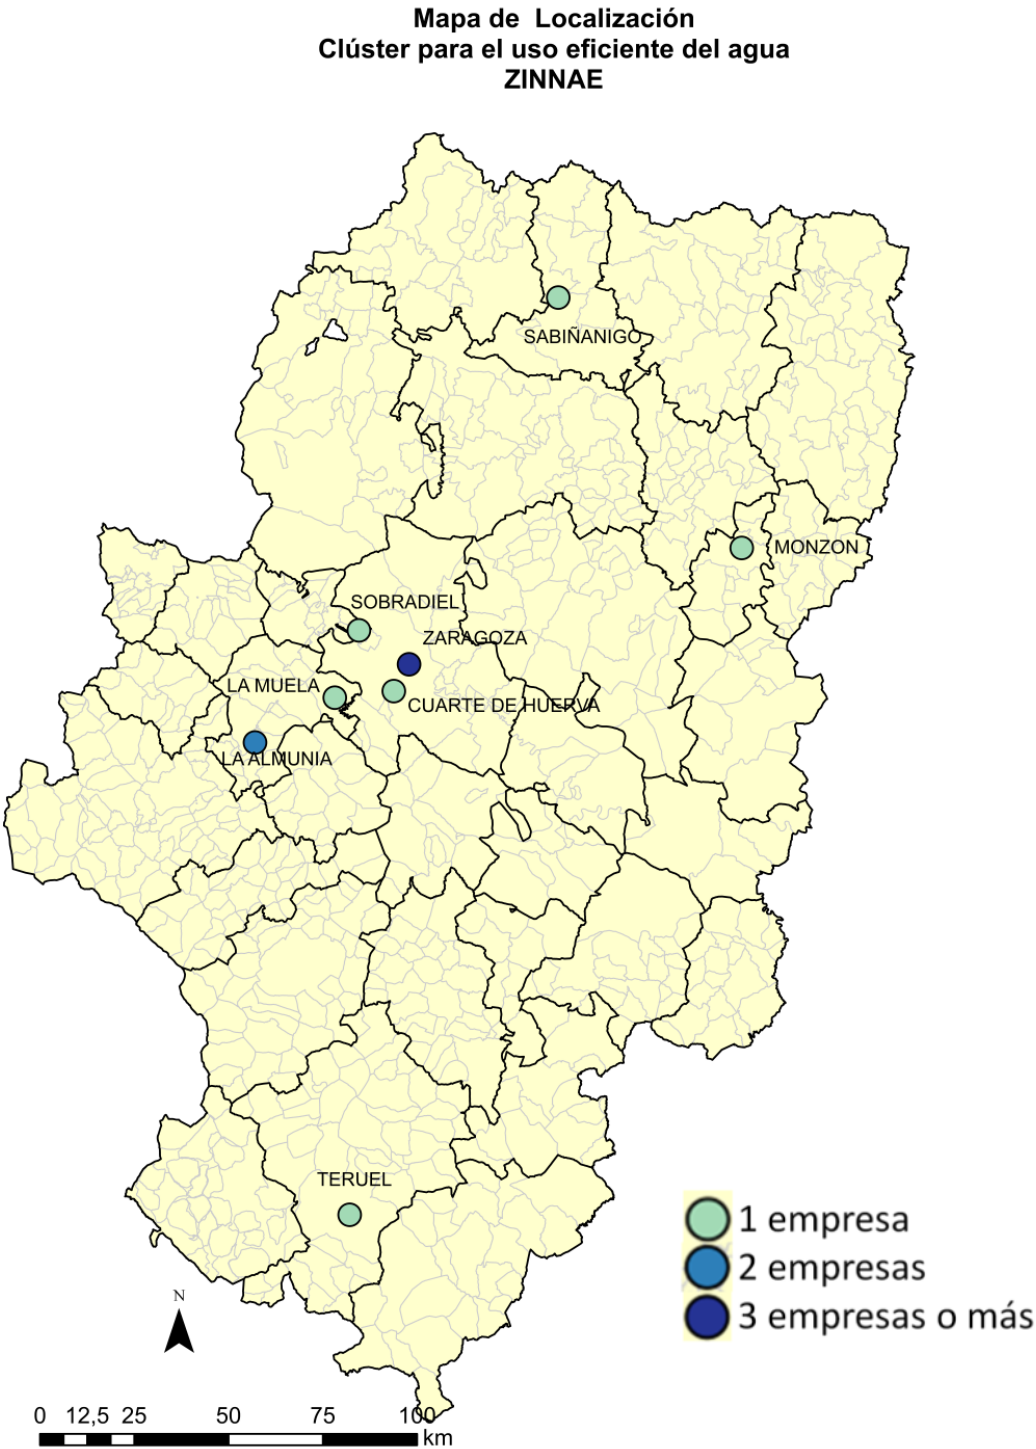 Mapa de Localización
Clúster para el uso eficiente del agua
ZINNAE
SABIÑANIGO
MONZON
SOBRADIEL
ZARAGOZA
LA MUELA
CUARTE DE HUERVA
LA ALMUNIA
TERUEL
1 empresa
2 empresas
3 empresas o más
N
0 12,5 25 50 75 100
km